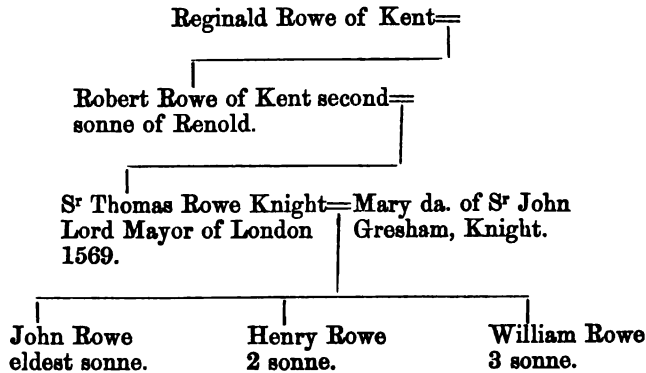 Reginald Rowe of Kent=
Robert Rowe of Kent second=
sonne of Renold.
Sʳ Thomas Rowe Knight=Mary da. of Sʳ John
Lord Mayor of London Gresham, Knight.
1569.
John Rowe Henry Rowe William Rowe
eldest sonne. 2 sonne. 3 sonne.